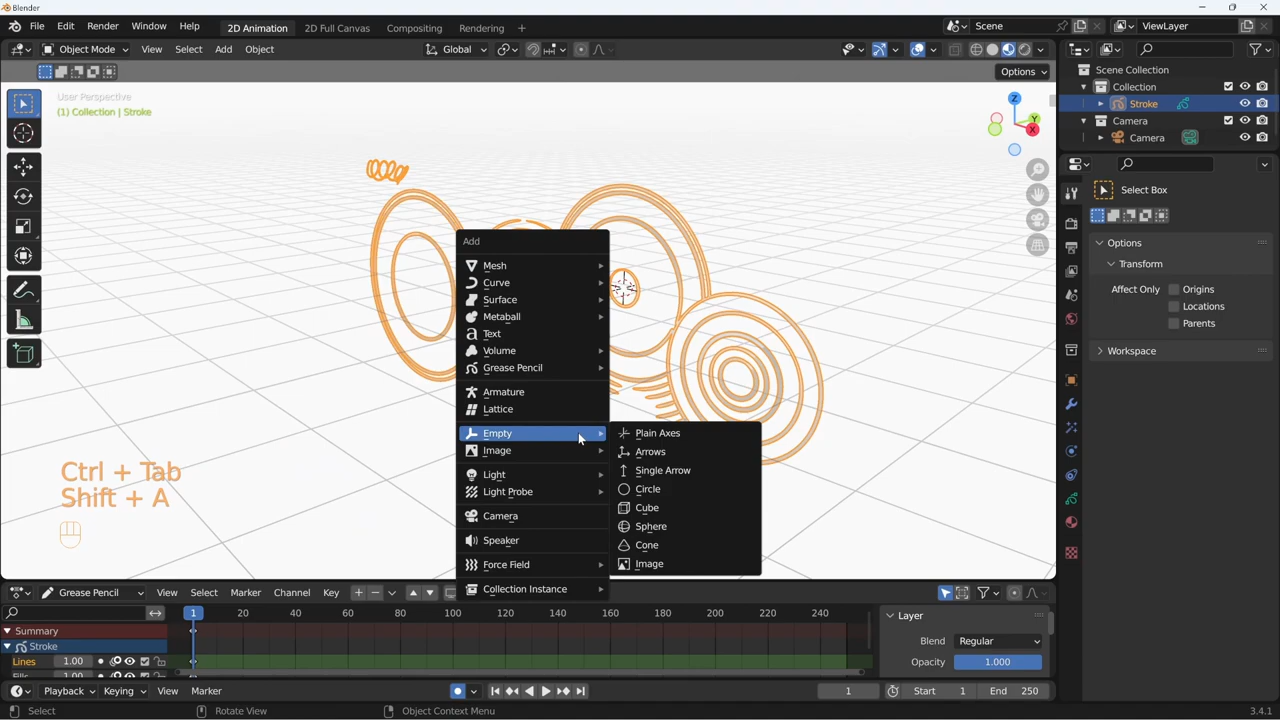 Blender
File Edit Render Window Help 2D Animation 2D Full Canvas Compositing Rendering + Scene ViewLayer
Object Mode View Select Add Object Global
Options
User Perspective
(1) Collection | Stroke
Z
Y
X
Scene Collection
Collection
Stroke
Camera
Camera
Select Box
Options
Transform
Affect Only Origins
Locations
Parents
Workspace
Add
Mesh
Curve
Surface
Metaball
Text
Volume
Grease Pencil
Armature
Lattice
Empty
Image
Light
Light Probe
Camera
Speaker
Force Field
Collection Instance
Plain Axes
Arrows
Single Arrow
Circle
Cube
Sphere
Cone
Image
Ctrl + Tab
Shift + A
Grease Pencil View Select Marker Channel Key
1 20 40 60 80 100 120 140 160 180 200 220 240
Summary
Stroke
Lines 1.00
Layer
Blend Regular
Opacity 1.000
Playback Keying View Marker 1 Start 1 End 250
Select Rotate View Object Context Menu 3.4.1